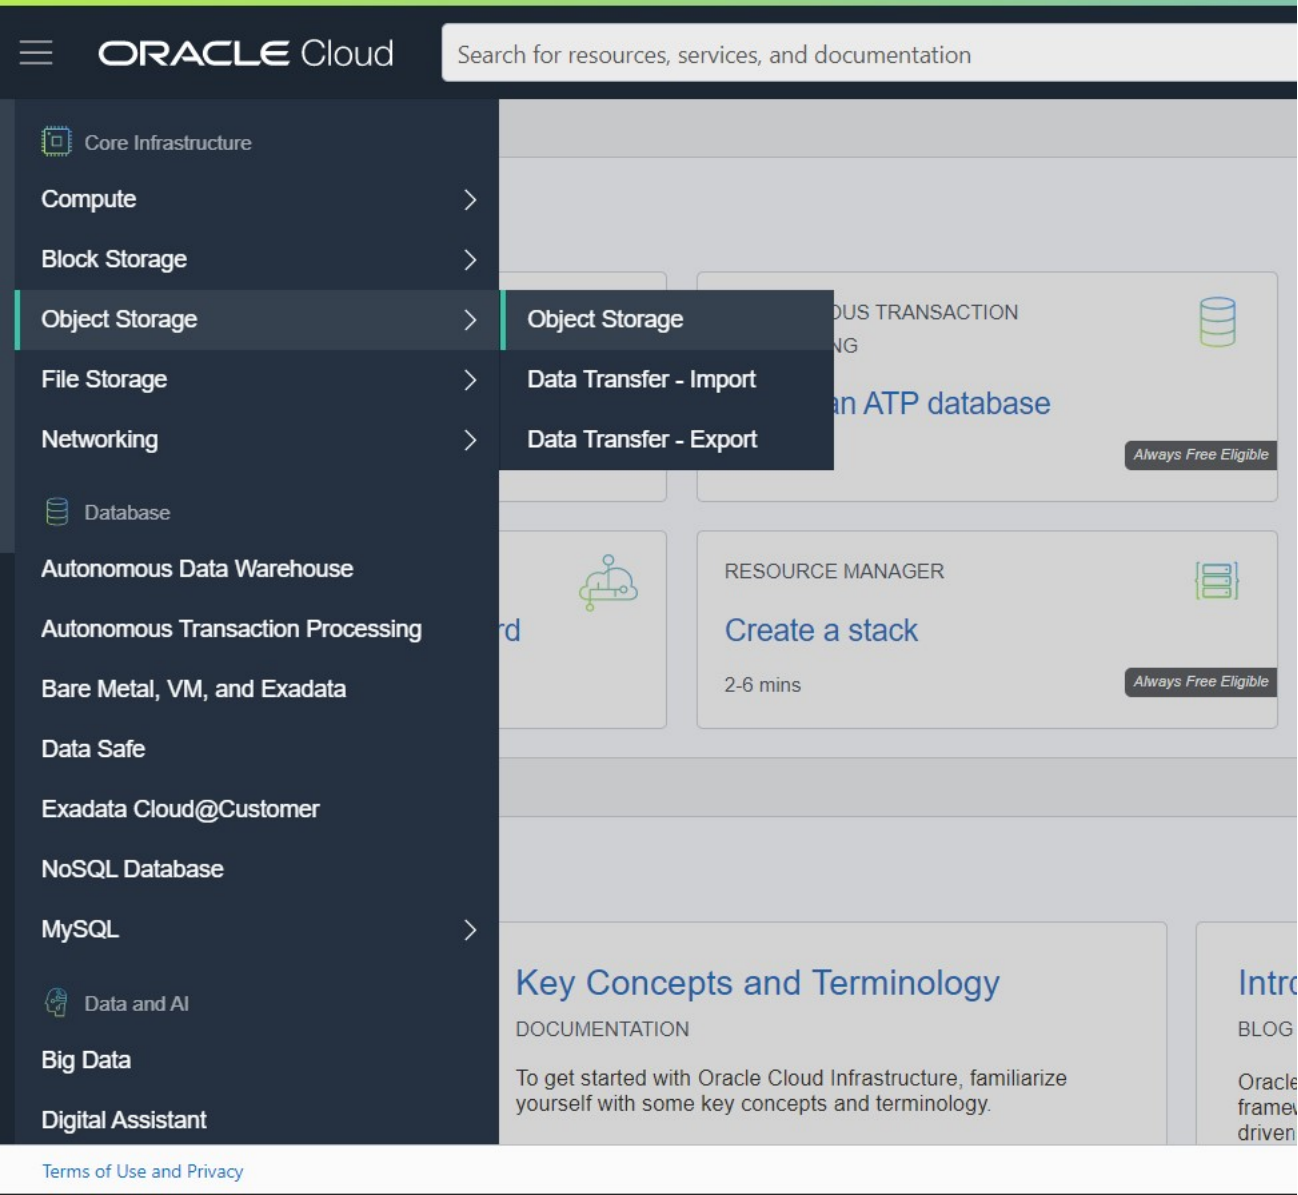 ORACLE Cloud
Search for resources, services, and documentation
Core Infrastructure
Compute
Block Storage
Object Storage
File Storage
Networking
Database
Autonomous Data Warehouse
Autonomous Transaction Processing
Bare Metal, VM, and Exadata
Data Safe
Exadata Cloud@Customer
NoSQL Database
MySQL
Data and AI
Big Data
Digital Assistant
Object Storage
Data Transfer - Import
Data Transfer - Export
TRANSACTION
an ATP database
Always Free Eligible
RESOURCE MANAGER
Create a stack
2-6 mins
Always Free Eligible
Key Concepts and Terminology
DOCUMENTATION
To get started with Oracle Cloud Infrastructure, familiarize
yourself with some key concepts and terminology.
BLOG
Oracle
driven
Terms of Use and Privacy